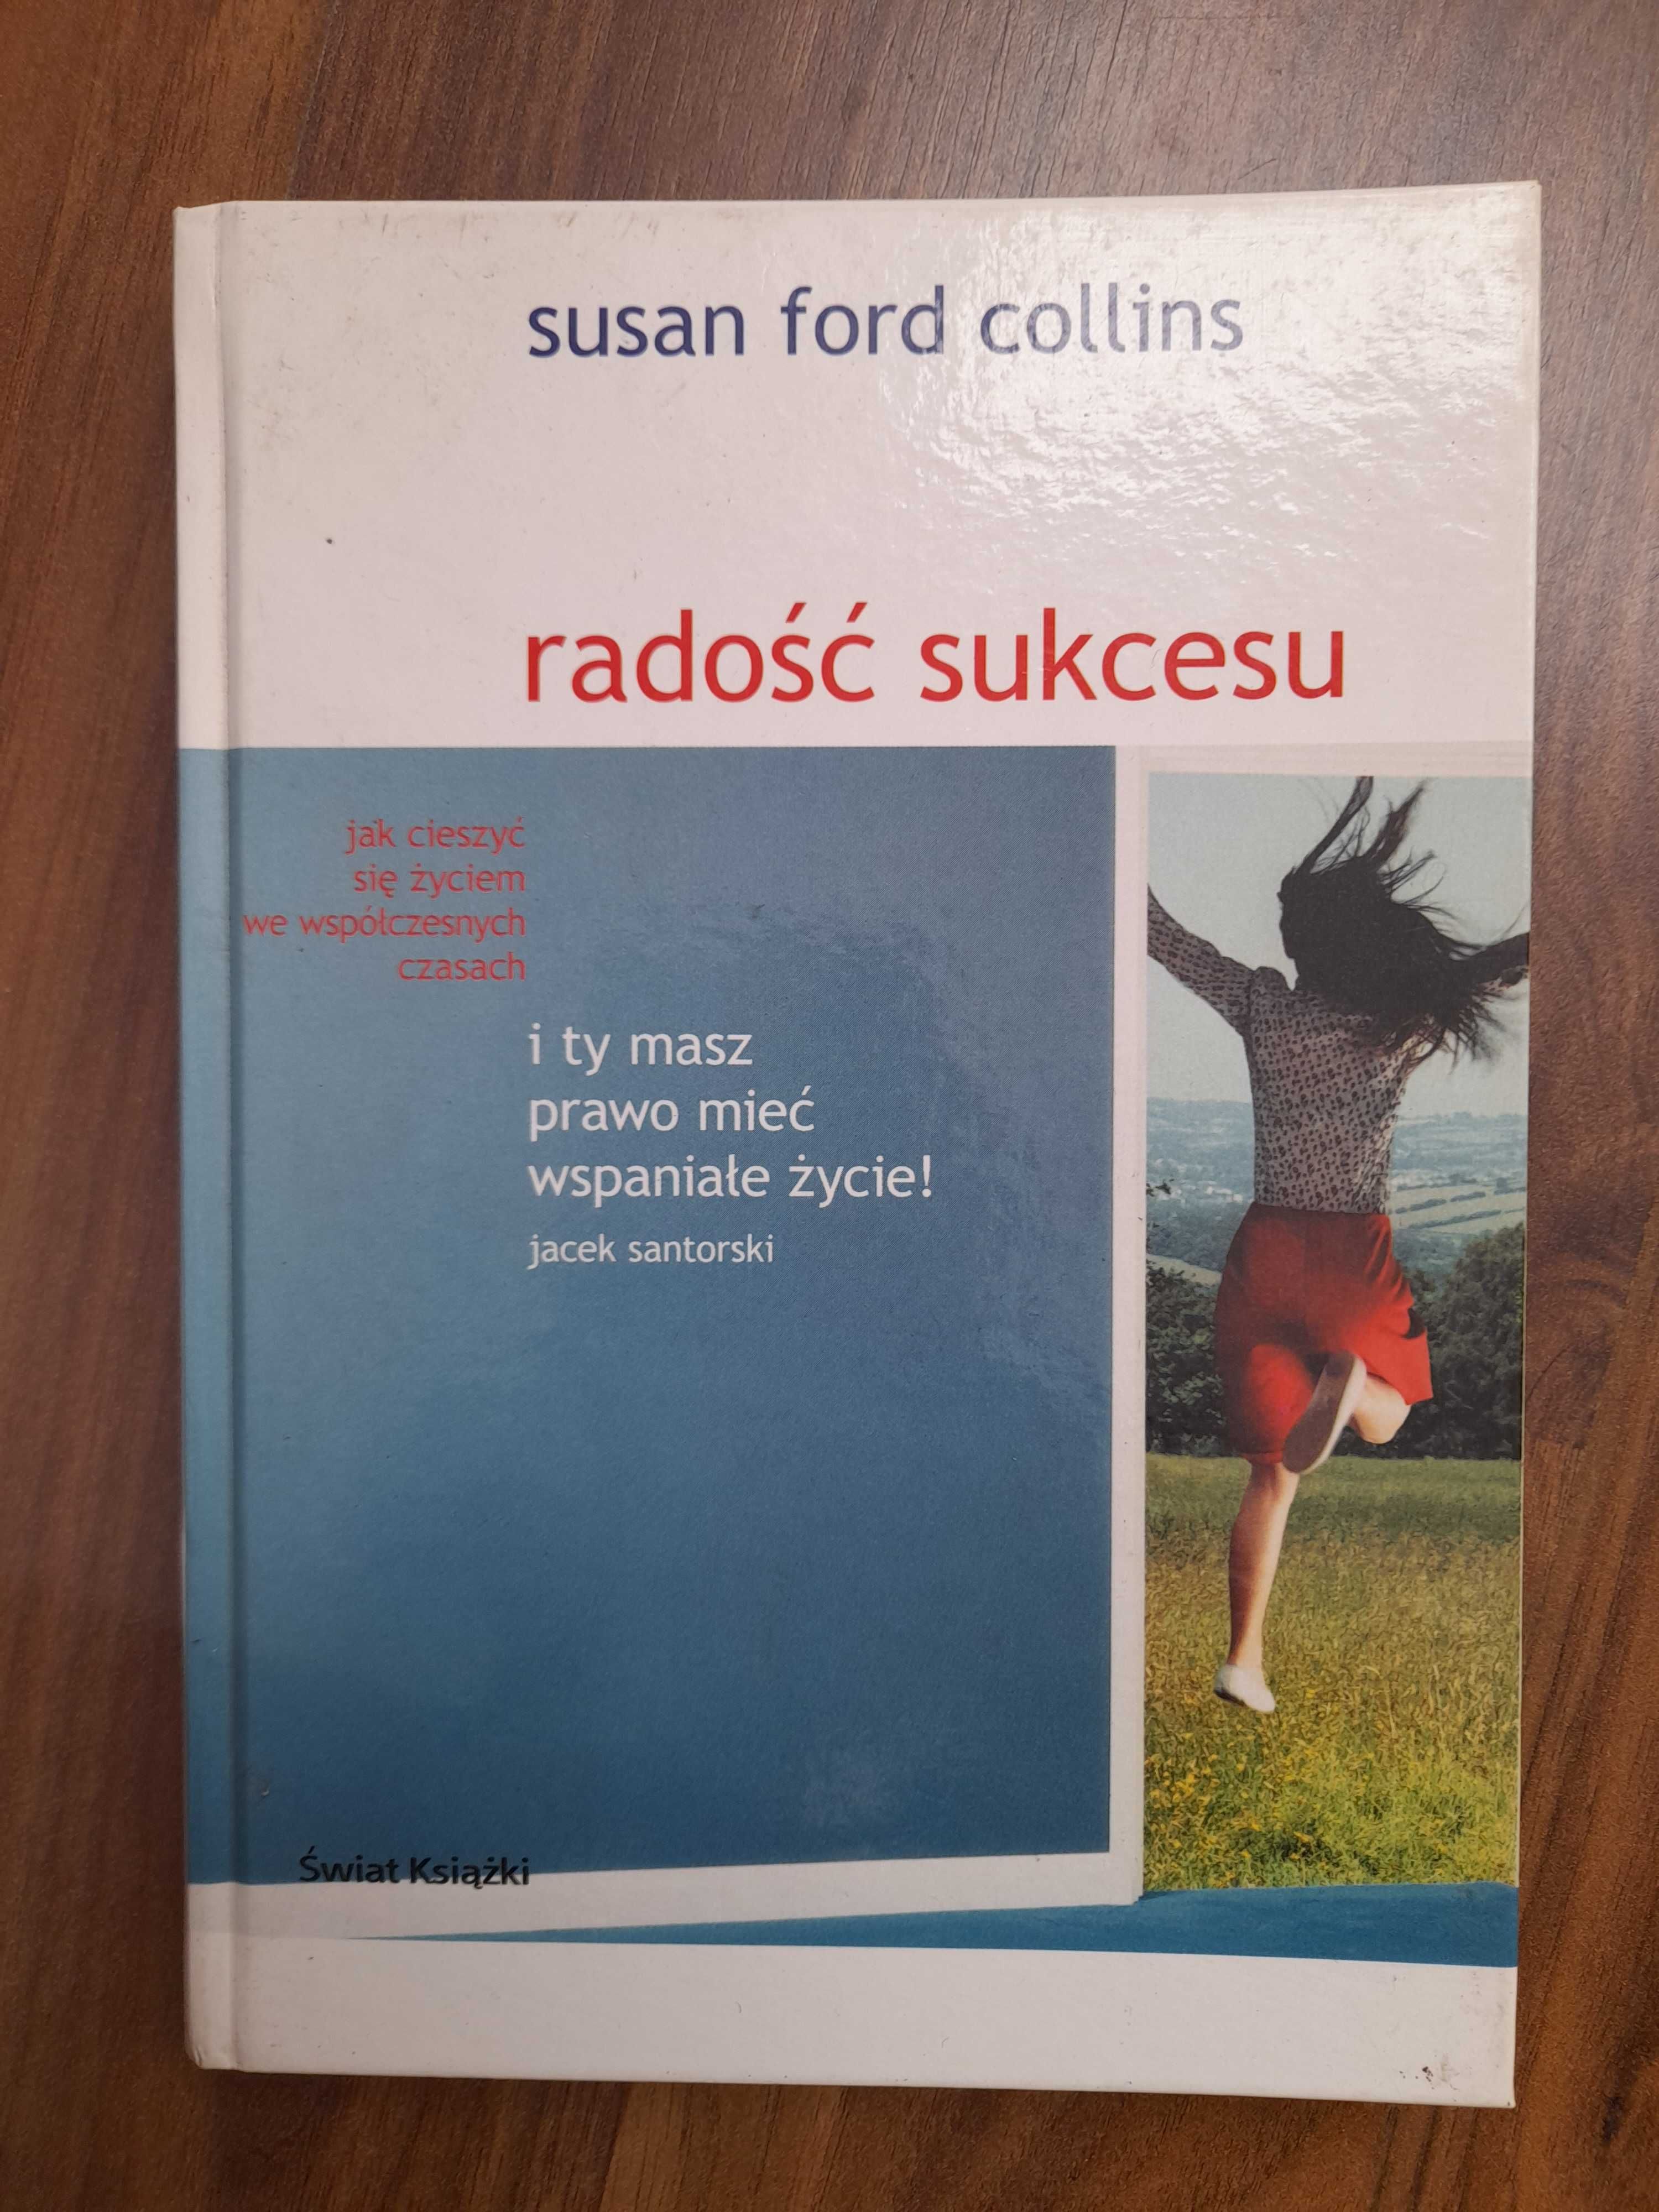 susan ford collins
radość sukcesu
jak cieszyć
się życiem
we współczesnych
czasach
i ty masz
prawo mieć
wspaniałe życie!
jacek santorski
Świat Książki